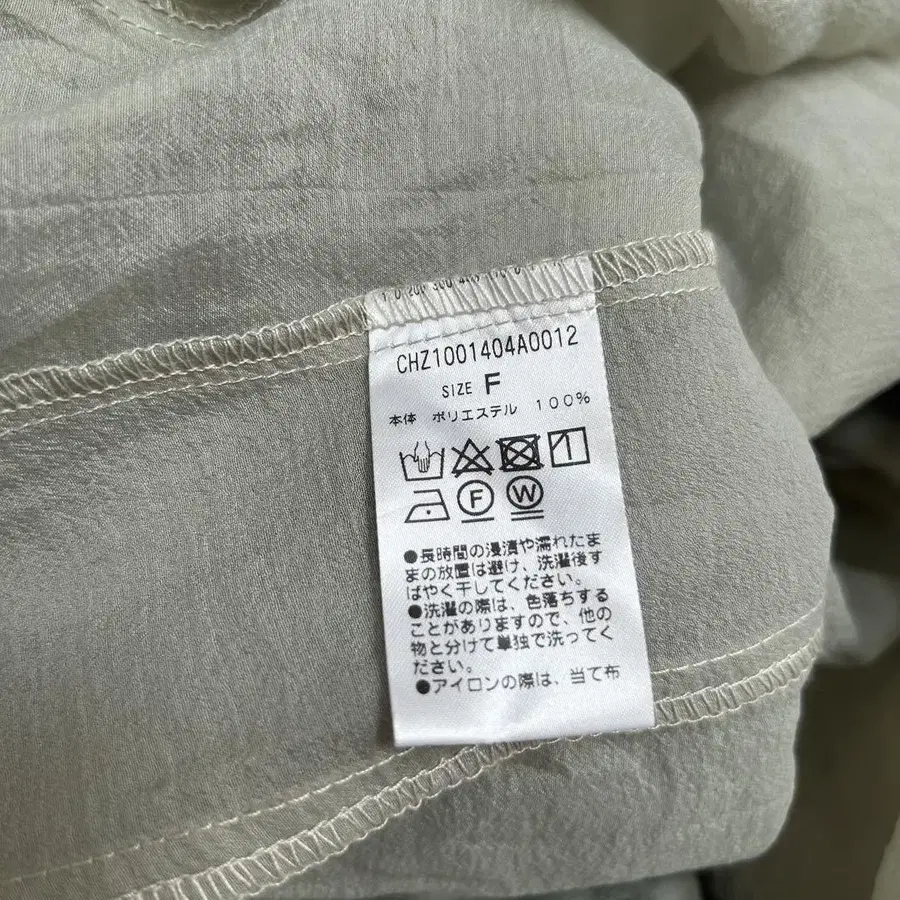 CHZ1001404A0012
SIZE F
本体 ポリエステル 100%
F W
●長時間の浸漬や濡れたま
まの放置は避け、洗濯後す
ばやく干してください。
●洗濯の際は、色落ちする
ことがありますので、他の
物と分けて単独で洗ってく
ださい。
●アイロンの際は、当て布